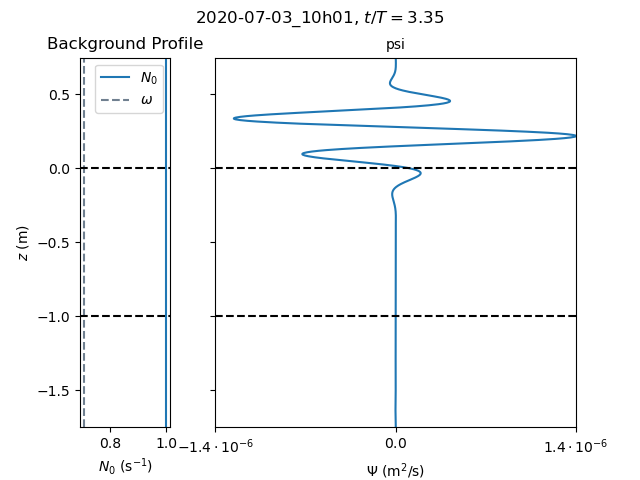 2020-07-03_10h01, t/T = 3.35
Background Profile
psi
N₀
ω
0.5
0.0
−0.5
−1.0
−1.5
z (m)
0.8
1.0
−1.4 · 10⁻⁶
0.0
1.4 · 10⁻⁶
N₀ (s⁻¹)
Ψ (m²/s)